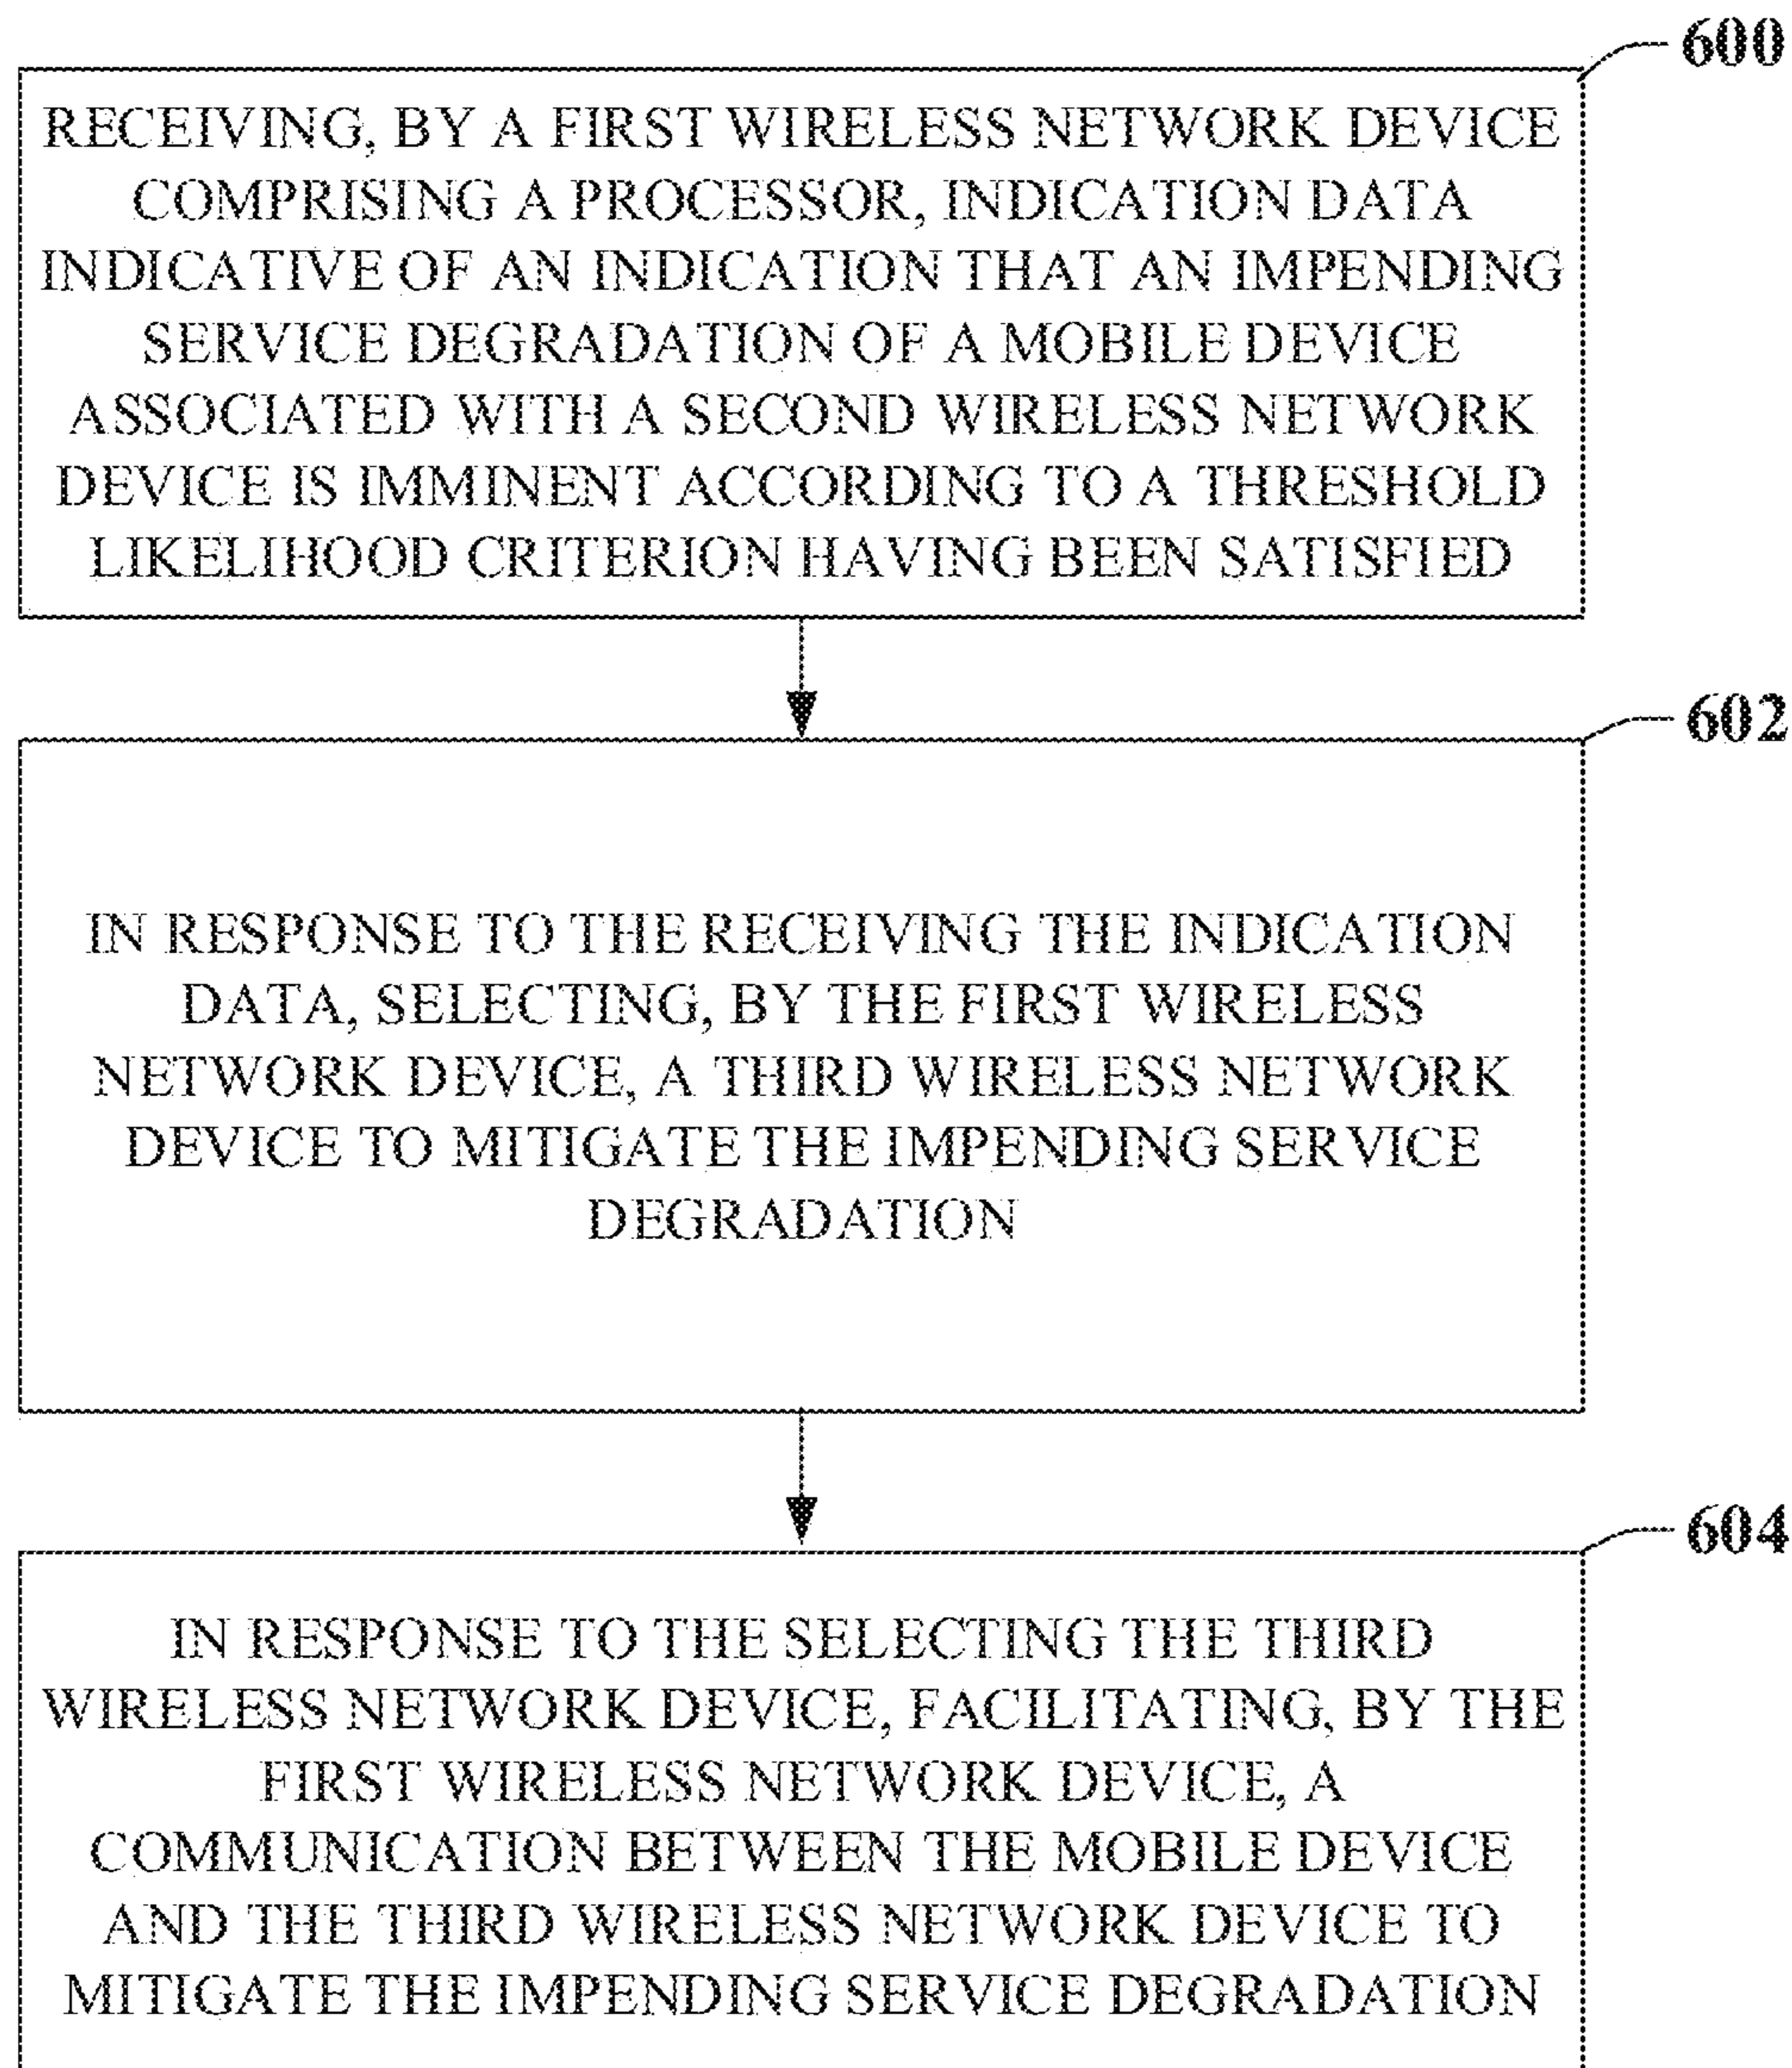 600
RECEIVING, BY A FIRST WIRELESS NETWORK DEVICE
COMPRISING A PROCESSOR, INDICATION DATA
INDICATIVE OF AN INDICATION THAT AN IMPENDING
SERVICE DEGRADATION OF A MOBILE DEVICE
ASSOCIATED WITH A SECOND WIRELESS NETWORK
DEVICE IS IMMINENT ACCORDING TO A THRESHOLD
LIKELIHOOD CRITERION HAVING BEEN SATISFIED
602
IN RESPONSE TO THE RECEIVING THE INDICATION
DATA, SELECTING, BY THE FIRST WIRELESS
NETWORK DEVICE, A THIRD WIRELESS NETWORK
DEVICE TO MITIGATE THE IMPENDING SERVICE
DEGRADATION
604
IN RESPONSE TO THE SELECTING THE THIRD
WIRELESS NETWORK DEVICE, FACILITATING, BY THE
FIRST WIRELESS NETWORK DEVICE, A
COMMUNICATION BETWEEN THE MOBILE DEVICE
AND THE THIRD WIRELESS NETWORK DEVICE TO
MITIGATE THE IMPENDING SERVICE DEGRADATION